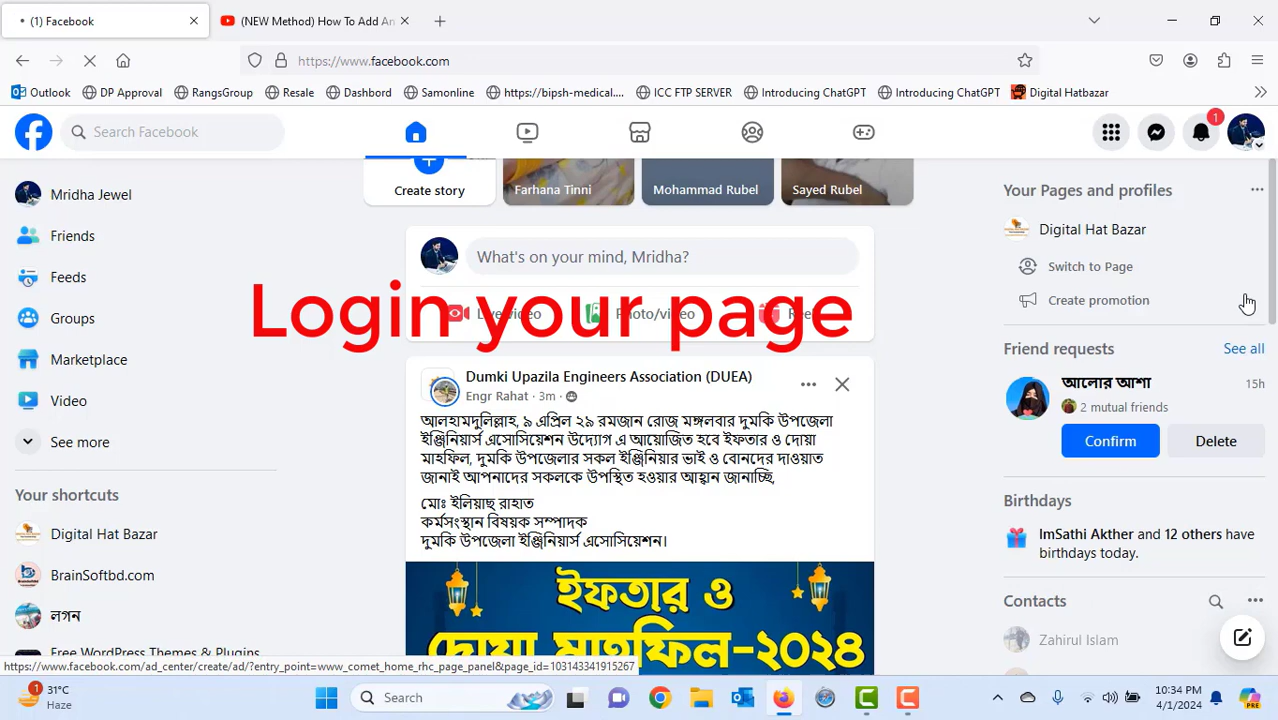 (1) Facebook
(NEW Method) How To Add An
https://www.facebook.com
Outlook
DP Approval
RangsGroup
Resale
Dashbord
Samonline
https://bipsh-medical....
ICC FTP SERVER
Introducing ChatGPT
Introducing ChatGPT
Digital Hatbazar
Search Facebook
1
Create story
Farhana Tinni
Mohammad Rubel
Sayed Rubel
Mridha Jewel
Friends
Feeds
Groups
Marketplace
Video
See more
Your shortcuts
Digital Hat Bazar
BrainSoftbd.com
লগন
Free WordPress Themes & Plugins
What's on your mind, Mridha?
Live video
Photo/video
Reel
Login your page
Dumki Upazila Engineers Association (DUEA)
Engr Rahat · 3m ·
আলহামদুলিল্লাহ, ৯ এপ্রিল ২৯ রমজান রোজ মঙ্গলবার দুমকি উপজেলা
ইঞ্জিনিয়ার্স এসোসিয়েশন উদ্যোগ এ আয়োজিত হবে ইফতার ও দোয়া
মাহফিল, দুমকি উপজেলার সকল ইঞ্জিনিয়ার ভাই ও বোনদের দাওয়াত
জানাই আপনাদের সকলকে উপস্থিত হওয়ার আহ্বান জানাচ্ছি,
মোঃ ইলিয়াছ রাহাত
কর্মসংস্থান বিষয়ক সম্পাদক
দুমকি উপজেলা ইঞ্জিনিয়ার্স এসোসিয়েশন।
ইফতার ও
দোয়া মাহফিল-২০২৪
Your Pages and profiles
Digital Hat Bazar
Switch to Page
Create promotion
Friend requests
See all
আলোর আশা
15h
2 mutual friends
Confirm
Delete
Birthdays
ImSathi Akther and 12 others have
birthdays today.
Contacts
Zahirul Islam
https://www.facebook.com/ad_center/create/ad/?entry_point=www_comet_home_rhc_page_panel&page_id=103143341915267
1
31°C
Haze
Search
10:34 PM
4/1/2024
PRE